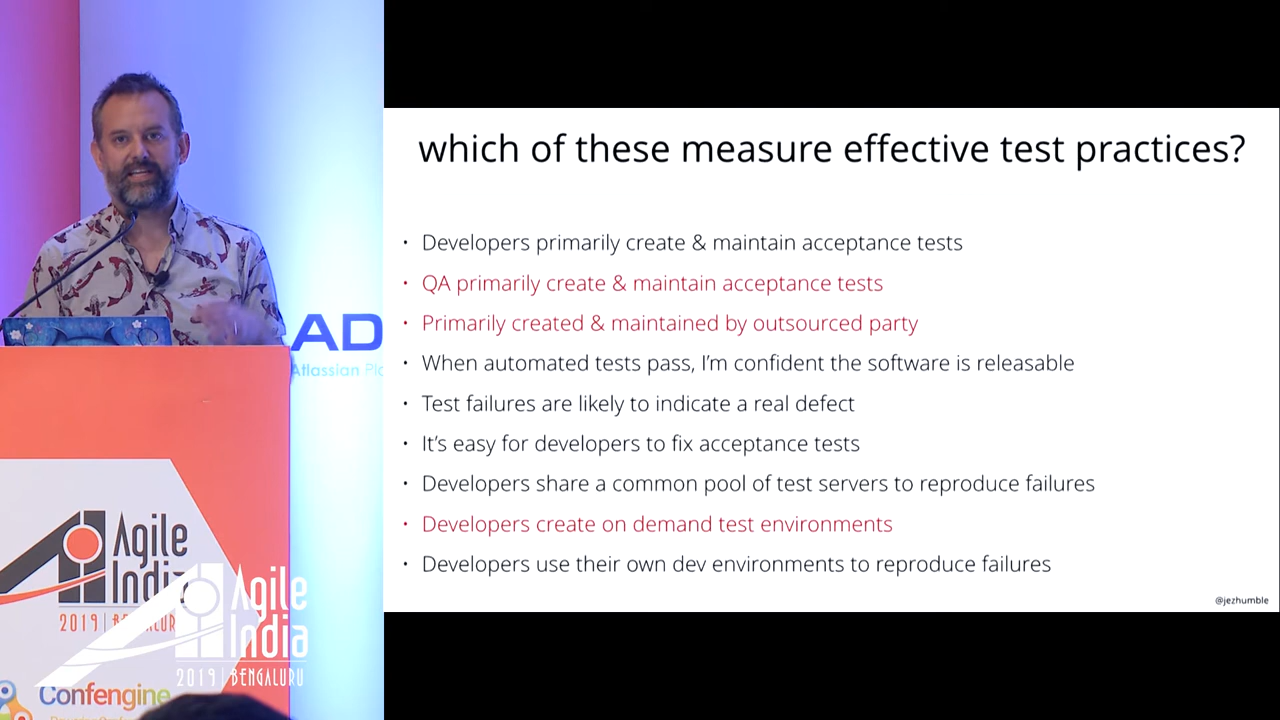 which of these measure effective test practices?
• Developers primarily create & maintain acceptance tests
• QA primarily create & maintain acceptance tests
• Primarily created & maintained by outsourced party
• When automated tests pass, I’m confident the software is releasable
• Test failures are likely to indicate a real defect
• It’s easy for developers to fix acceptance tests
• Developers share a common pool of test servers to reproduce failures
• Developers create on demand test environments
• Developers use their own dev environments to reproduce failures
@jezhumble
AD
Atlassian
Agile
India
2019 | BENGALURU
Agile
India
2019 | BENGALURU
Confengine